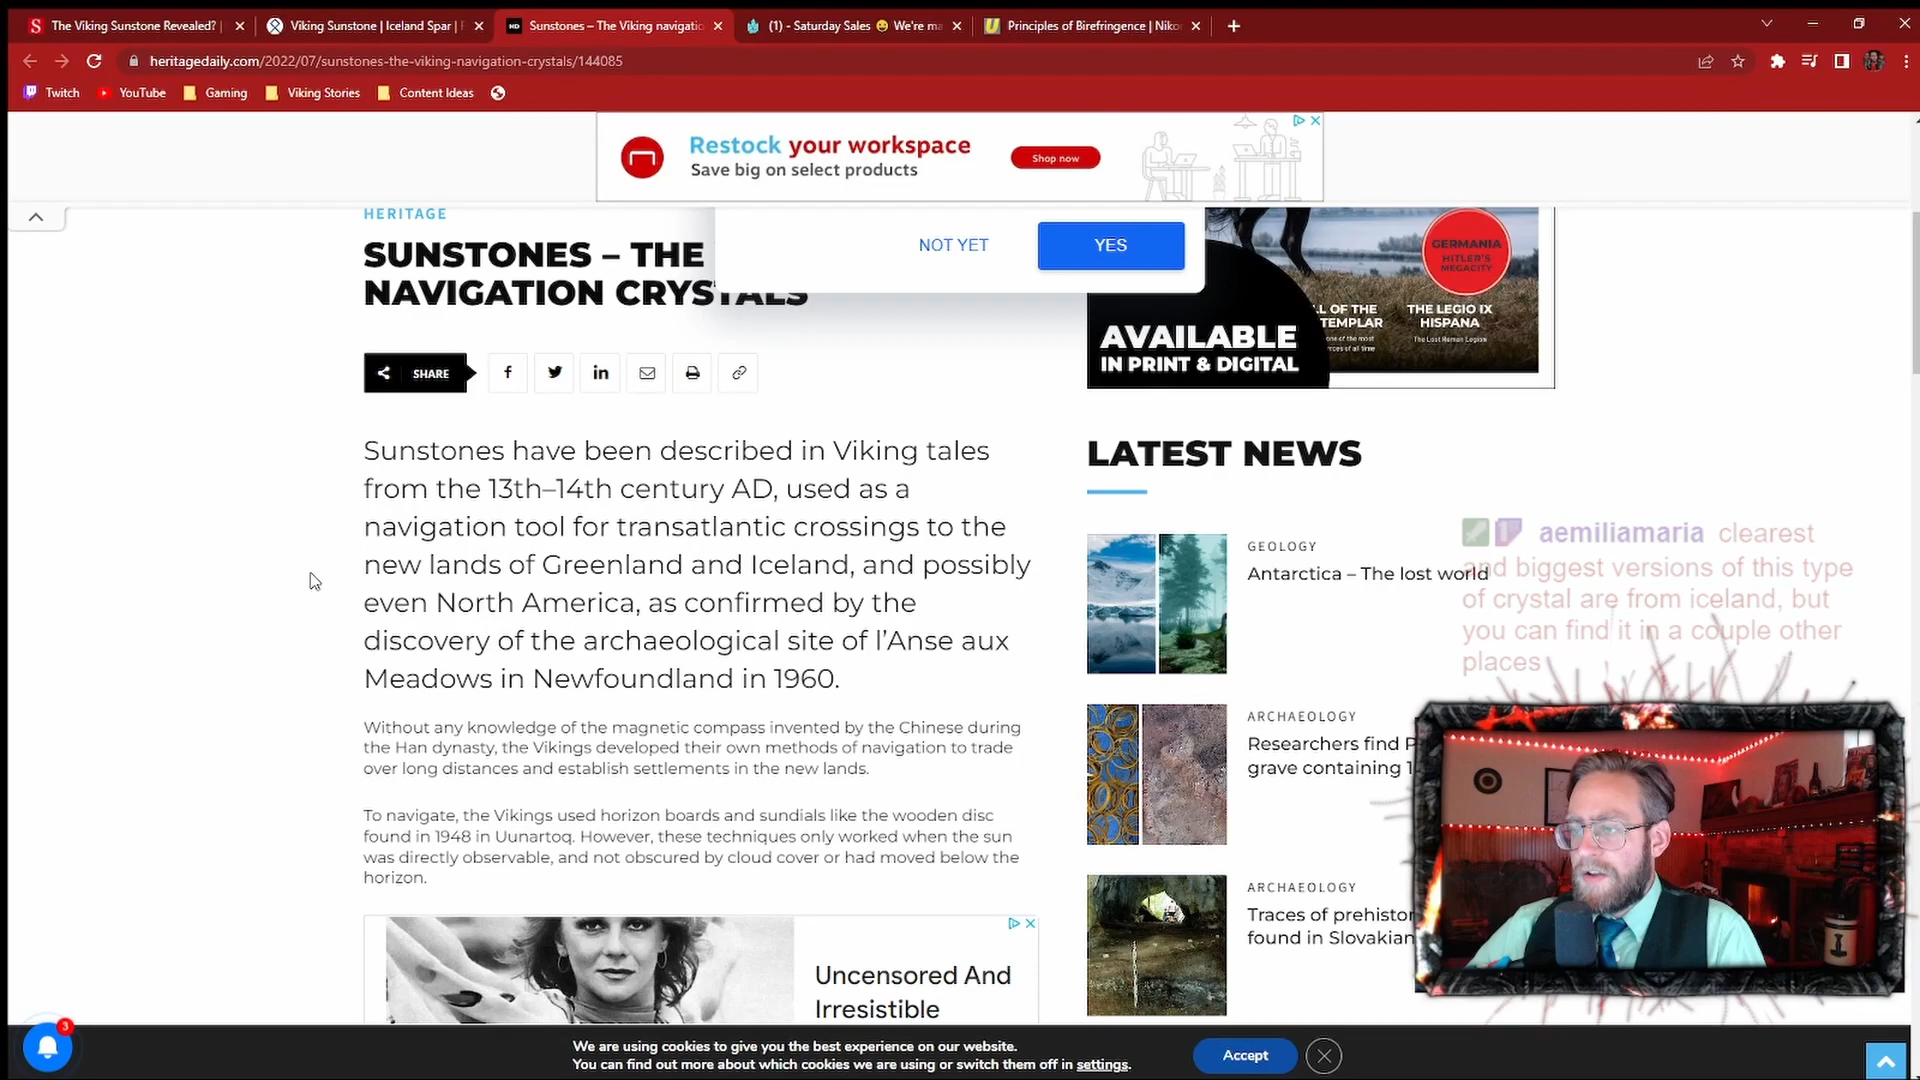 The Viking Sunstone Revealed? |
Viking Sunstone | Iceland Spar |
Sunstones – The Viking navigatio
(1) - Saturday Sales 😀 We're ma
Principles of Birefringence | Niko
heritagedaily.com/2022/07/sunstones-the-viking-navigation-crystals/144085
Twitch
YouTube
Gaming
Viking Stories
Content Ideas
Restock your workspace
Save big on select products
Shop now
HERITAGE
SUNSTONES – THE
NAVIGATION CRYSTALS
NOT YET
YES
GERMANIA
HITLER'S
MEGACITY
LL OF THE
TEMPLAR
THE LEGIO IX
HISPANA
The Lost Roman Legion
AVAILABLE
IN PRINT & DIGITAL
SHARE
Sunstones have been described in Viking tales
from the 13th–14th century AD, used as a
navigation tool for transatlantic crossings to the
new lands of Greenland and Iceland, and possibly
even North America, as confirmed by the
discovery of the archaeological site of l'Anse aux
Meadows in Newfoundland in 1960.
Without any knowledge of the magnetic compass invented by the Chinese during
the Han dynasty, the Vikings developed their own methods of navigation to trade
over long distances and establish settlements in the new lands.
To navigate, the Vikings used horizon boards and sundials like the wooden disc
found in 1948 in Uunartoq. However, these techniques only worked when the sun
was directly observable, and not obscured by cloud cover or had moved below the
horizon.
Uncensored And
Irresistible
LATEST NEWS
GEOLOGY
Antarctica – The lost world
ARCHAEOLOGY
Researchers find P
grave containing 1
ARCHAEOLOGY
Traces of prehistor
found in Slovakian
aemiliamaria clearest
and biggest versions of this type
of crystal are from iceland, but
you can find it in a couple other
places
3
We are using cookies to give you the best experience on our website.
You can find out more about which cookies we are using or switch them off in settings.
Accept